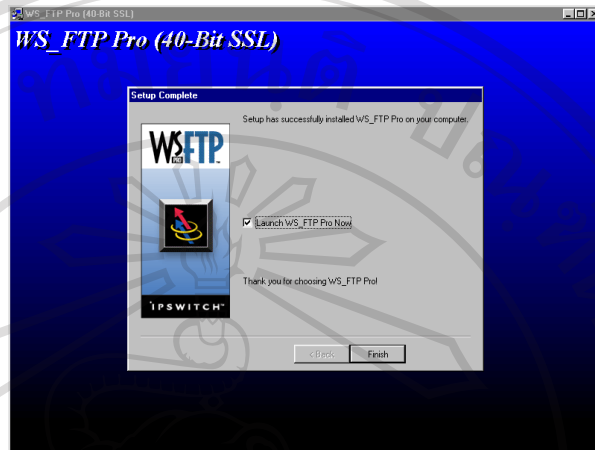 WS_FTP Pro (40-Bit SSL)
WS_FTP Pro (40-Bit SSL)
Setup Complete
Setup has successfully installed WS_FTP Pro on your computer.
WS FTP
PRO
Launch WS_FTP Pro Now
Thank you for choosing WS_FTP Pro!
IPSWITCH
< Back
Finish